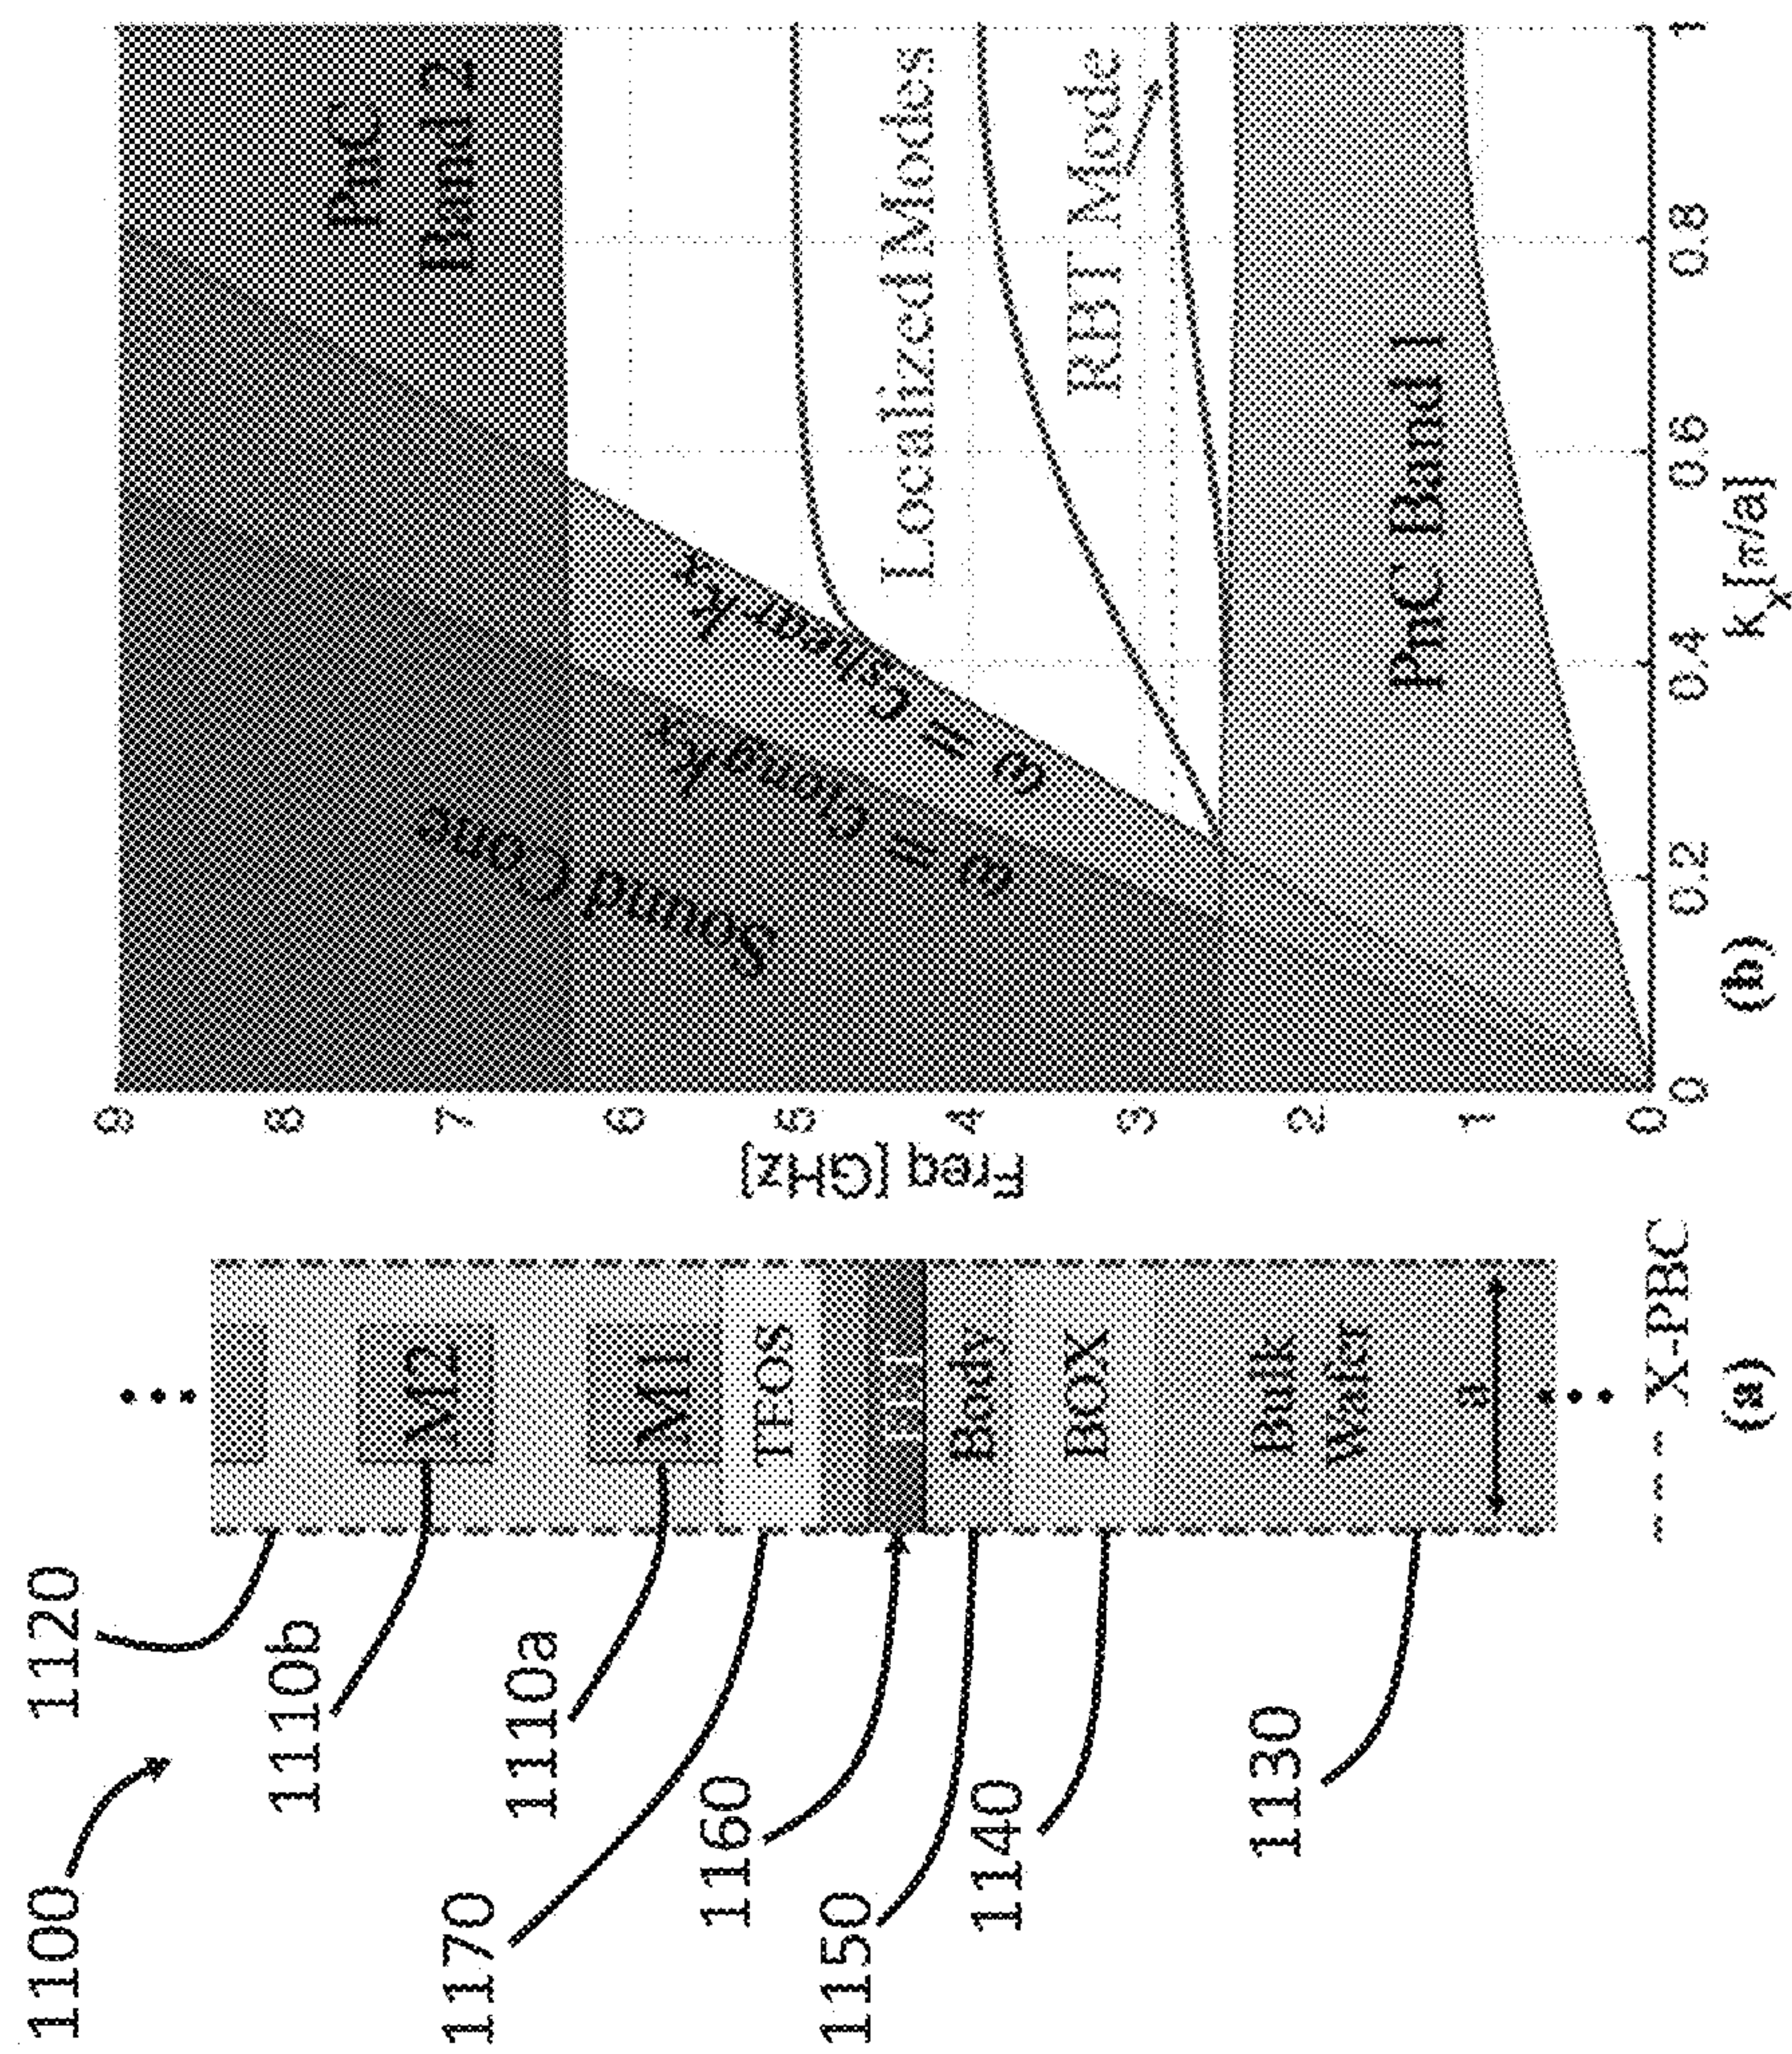 1100
1120
1110b
1110a
1170
1160
1150
1140
1130
M2
M1
TEOS
Body
BOX
Bulk
Wafer
a
X-PBC
(a)
Freq [GHz]
9
8
7
6
5
4
3
2
1
0
PnC
Band 2
Sound Cone
ω = c_long k_x
ω = c_shear k_x
Localized Modes
RBT Mode
PnC Band 1
0
0.2
0.4
0.6
0.8
1
k_x [π/a]
(b)